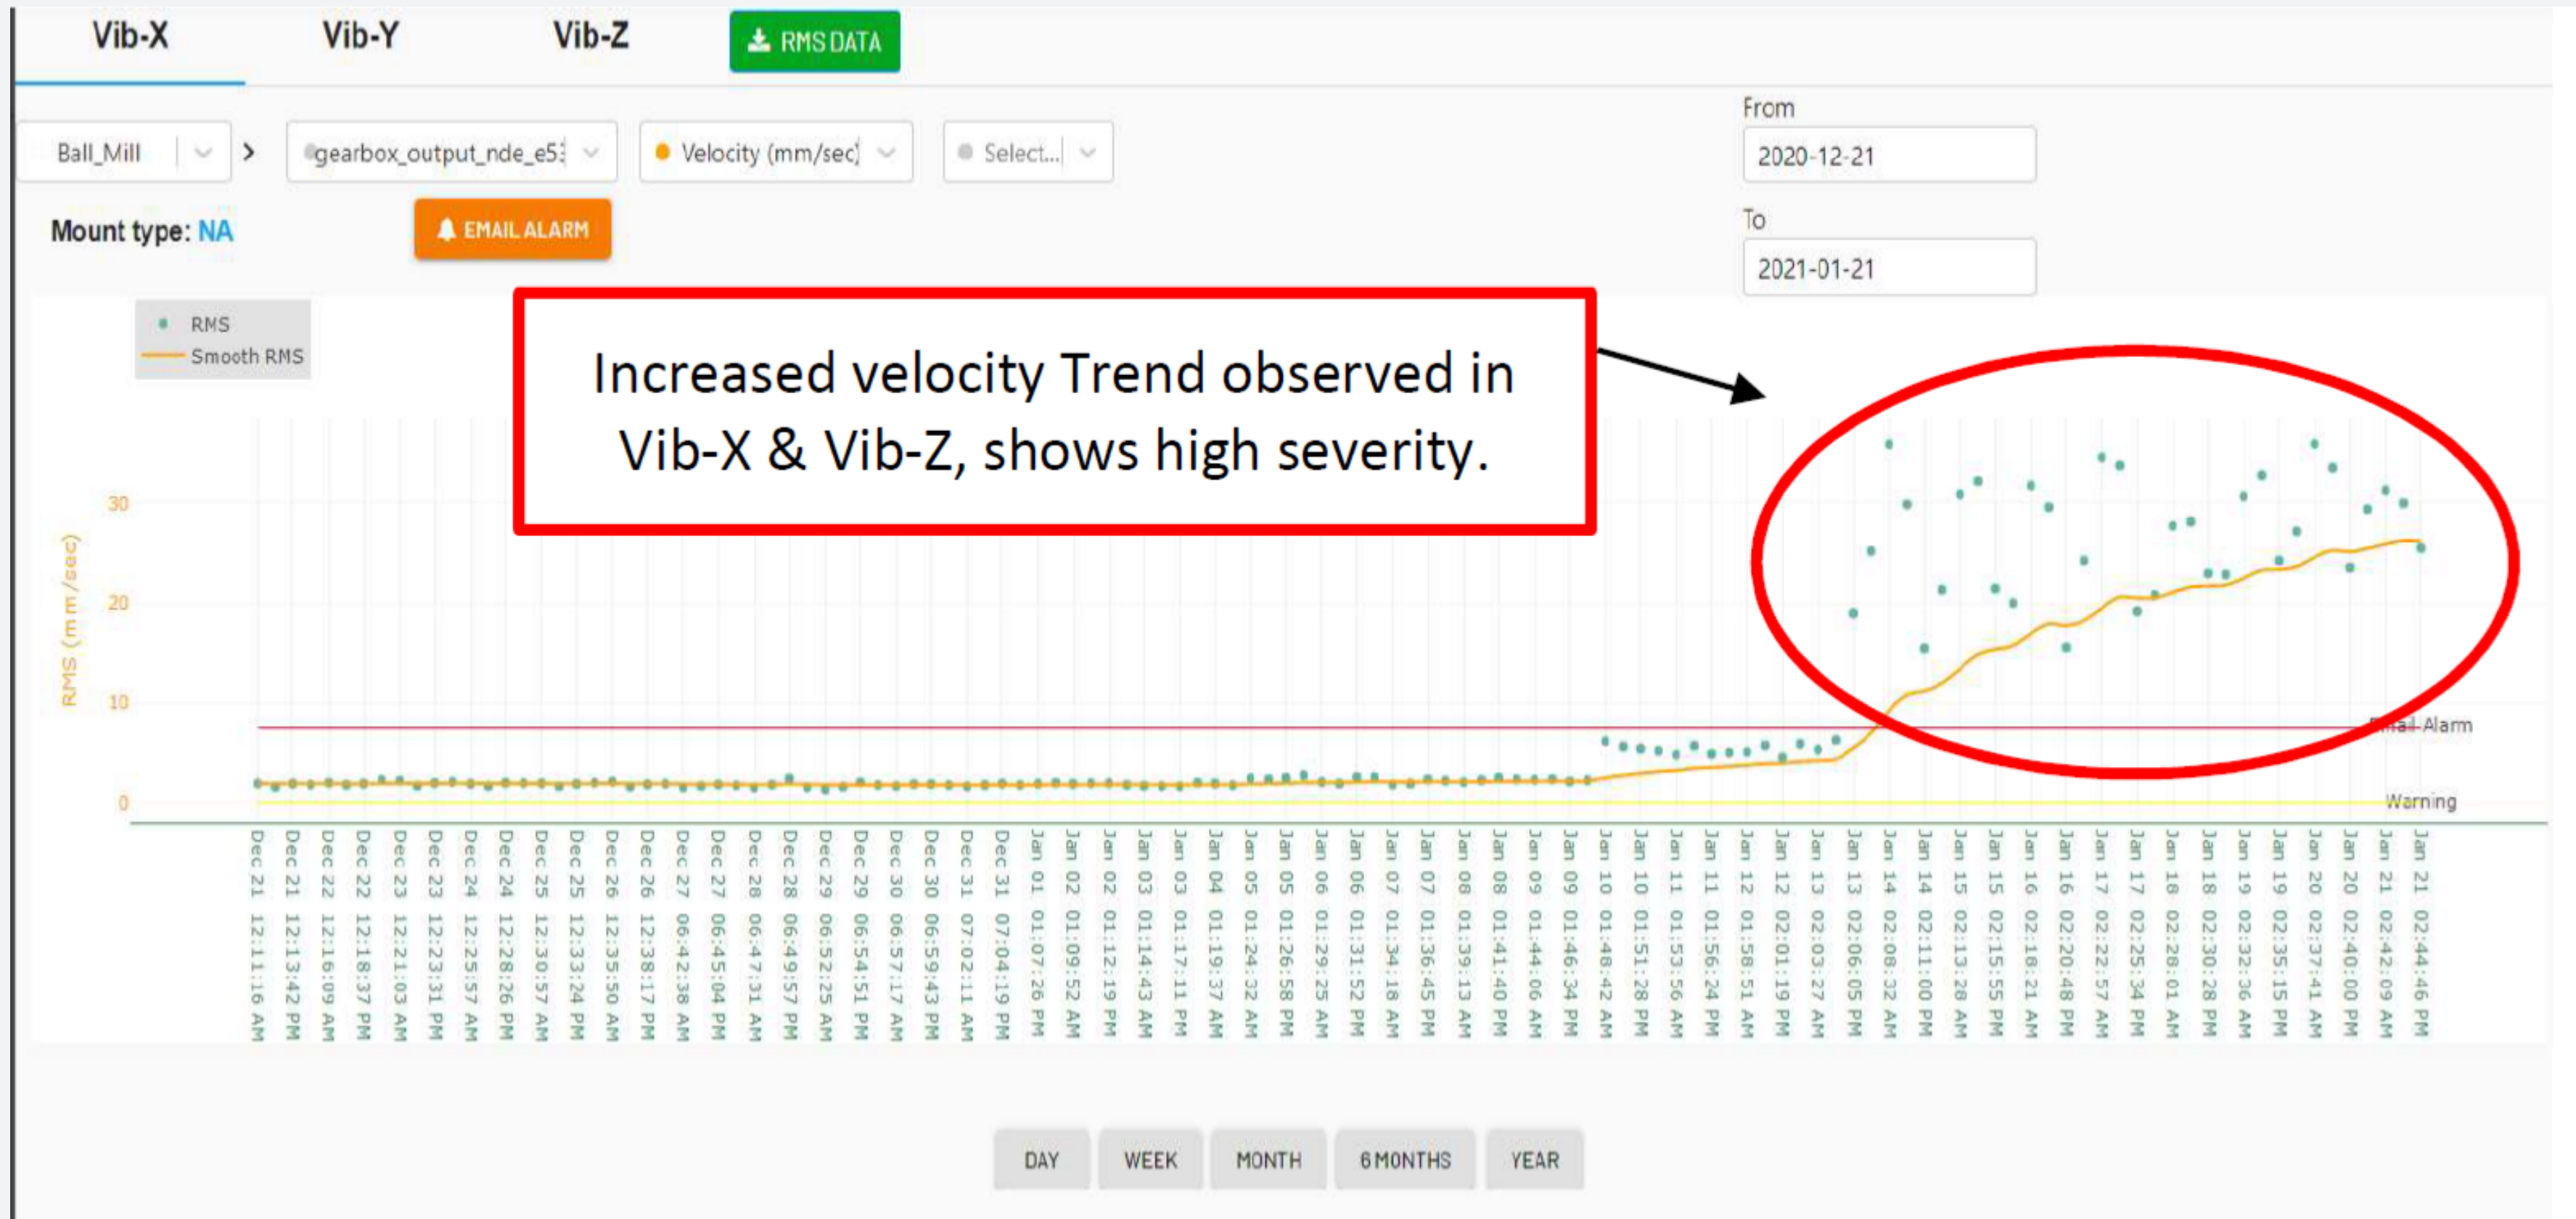 Vib-X Vib-Y Vib-Z RMS DATA
From
Ball_Mill > gearbox_output_nde_e53 Velocity (mm/sec) Select... 2020-12-21
To
Mount type: NA EMAIL ALARM
2021-01-21
RMS
Smooth RMS
Increased velocity Trend observed in
Vib-X & Vib-Z, shows high severity.
RMS (mm/sec)
30
20
10
0
Email Alarm
Warning
Dec 21 12:11:16 AM
Dec 21 12:13:42 PM
Dec 22 12:16:09 AM
Dec 22 12:18:37 PM
Dec 23 12:21:03 AM
Dec 23 12:23:31 PM
Dec 24 12:25:57 AM
Dec 24 12:28:26 PM
Dec 25 12:30:57 AM
Dec 25 12:33:24 PM
Dec 26 12:35:50 AM
Dec 26 12:38:17 PM
Dec 27 06:42:38 AM
Dec 27 06:45:04 PM
Dec 28 06:47:31 AM
Dec 28 06:49:57 PM
Dec 29 06:52:25 AM
Dec 29 06:54:51 PM
Dec 30 06:57:17 AM
Dec 30 06:59:43 PM
Dec 31 07:02:11 AM
Dec 31 07:04:19 PM
Jan 01 01:07:26 PM
Jan 02 01:09:52 AM
Jan 02 01:12:19 PM
Jan 03 01:14:43 AM
Jan 03 01:17:11 PM
Jan 04 01:19:37 AM
Jan 05 01:24:32 AM
Jan 05 01:26:58 PM
Jan 06 01:29:25 AM
Jan 06 01:31:52 PM
Jan 07 01:34:18 AM
Jan 07 01:36:45 PM
Jan 08 01:39:13 AM
Jan 08 01:41:40 PM
Jan 09 01:44:06 AM
Jan 09 01:46:34 PM
Jan 10 01:48:42 AM
Jan 10 01:51:28 PM
Jan 11 01:53:56 AM
Jan 11 01:56:24 PM
Jan 12 01:58:51 AM
Jan 12 02:01:19 PM
Jan 13 02:03:27 AM
Jan 13 02:06:05 PM
Jan 14 02:08:32 AM
Jan 14 02:11:00 PM
Jan 15 02:13:28 AM
Jan 15 02:15:55 PM
Jan 16 02:18:21 AM
Jan 16 02:20:48 PM
Jan 17 02:22:57 AM
Jan 17 02:25:34 PM
Jan 18 02:28:01 AM
Jan 18 02:30:28 PM
Jan 19 02:32:36 AM
Jan 19 02:35:15 PM
Jan 20 02:37:41 AM
Jan 20 02:40:00 PM
Jan 21 02:42:09 AM
Jan 21 02:44:46 PM
DAY WEEK MONTH 6 MONTHS YEAR